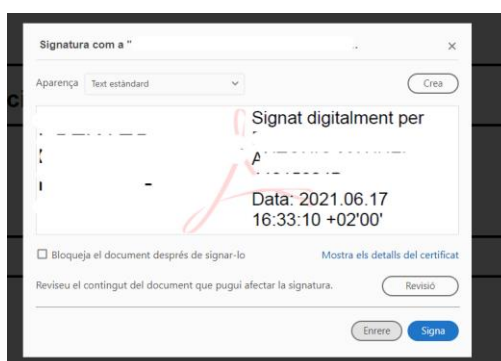 Signatura com a "
Aparença Text estàndard
Crea
Signat digitalment per
Data: 2021.06.17
16:33:10 +02'00'
Bloqueja el document després de signar-lo
Mostra els detalls del certificat
Reviseu el contingut del document que pugui afectar la signatura.
Revisió
Enrere
Signa